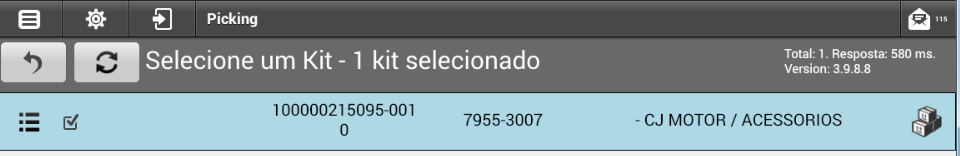 Picking
115
Selecione um Kit - 1 kit selecionado
Total: 1. Resposta: 580 ms.
Version: 3.9.8.8
100000215095-001
0
7955-3007
- CJ MOTOR / ACESSORIOS